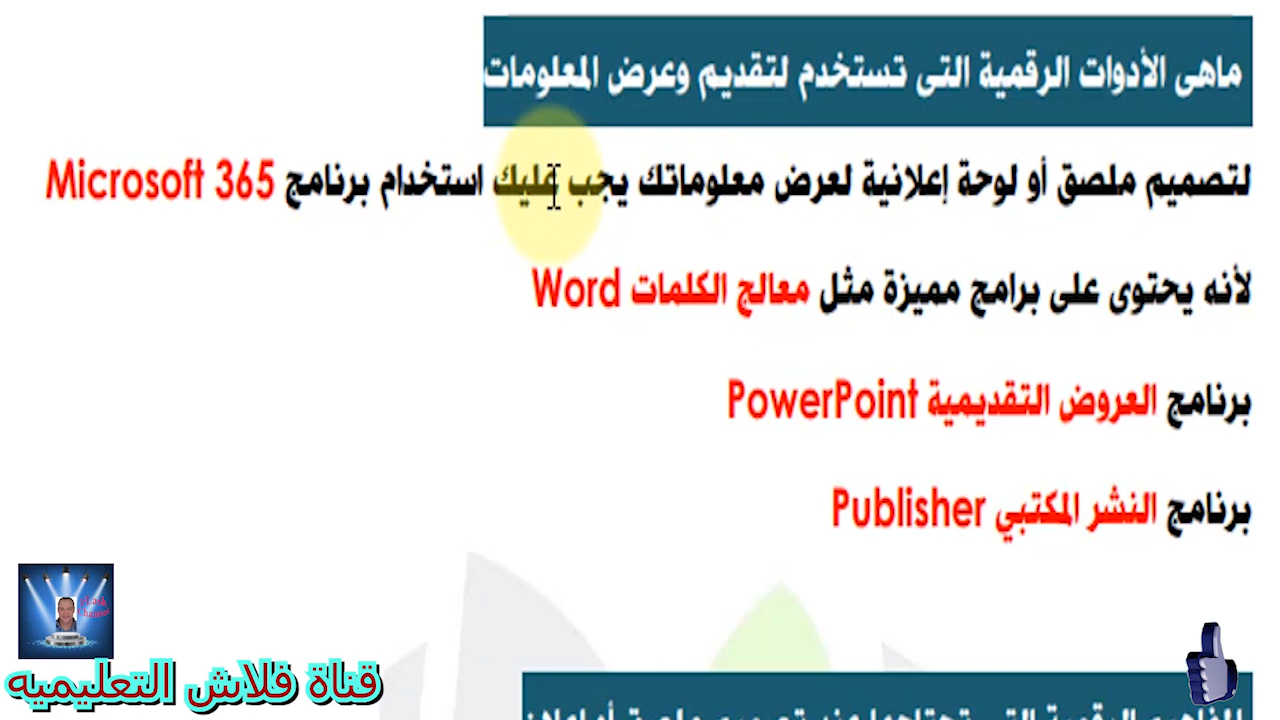 ماهى الأدوات الرقمية التى تستخدم لتقديم وعرض المعلومات
لتصميم ملصق أو لوحة إعلانية لعرض معلوماتك يجب عليك استخدام برنامج Microsoft 365
لأنه يحتوى على برامج مميزة مثل معالج الكلمات Word
برنامج العروض التقديمية PowerPoint
برنامج النشر المكتبي Publisher
قناة فلاش التعليميه